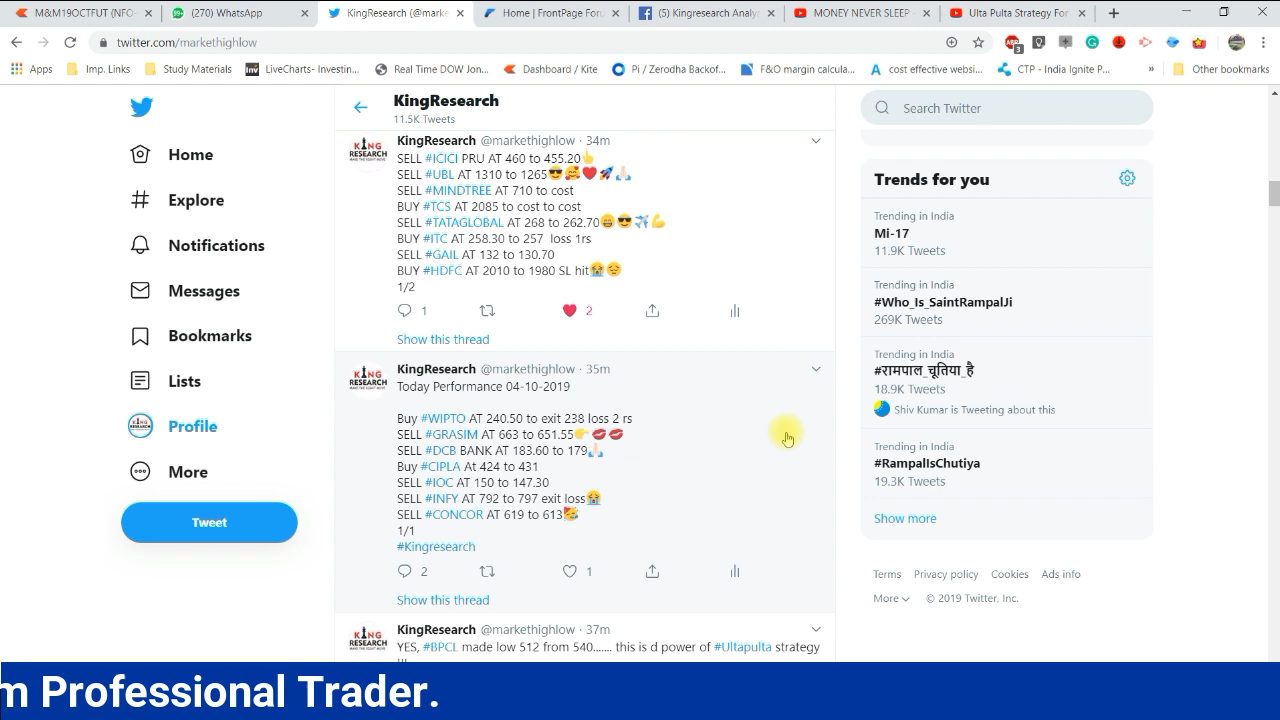 M&M19OCTFUT (NFO-
(270) WhatsApp
KingResearch (@marke
Home | FrontPage Foru
(5) Kingresearch Analy
MONEY NEVER SLEEP -
Ulta Pulta Strategy For
twitter.com/markethighlow
Apps
Imp. Links
Study Materials
LiveCharts- Investin...
Real Time DOW Jon...
Dashboard / Kite
Pi / Zerodha Backof...
F&O margin calcula...
cost effective websi...
CTP - India Ignite P...
»
Other bookmarks
Home
Explore
Notifications
Messages
Bookmarks
Lists
Profile
More
Tweet
KingResearch
11.5K Tweets
KingResearch @markethighlow · 34m
SELL #ICICI PRU AT 460 to 455.20👆
SELL #UBL AT 1310 to 1265😎🥰❤️🚀🙏🏻
SELL #MINDTREE AT 710 to cost
BUY #TCS AT 2085 to cost to cost
SELL #TATAGLOBAL AT 268 to 262.70😁😎✈️💪
BUY #ITC AT 258.30 to 257 loss 1rs
SELL #GAIL AT 132 to 130.70
BUY #HDFC AT 2010 to 1980 SL hit😭😔
1/2
1
2
Show this thread
KingResearch @markethighlow · 35m
Today Performance 04-10-2019
Buy #WIPTO AT 240.50 to exit 238 loss 2 rs
SELL #GRASIM AT 663 to 651.55👉💋💋
SELL #DCB BANK AT 183.60 to 179🙏🏻
Buy #CIPLA At 424 to 431
SELL #IOC AT 150 to 147.30
SELL #INFY AT 792 to 797 exit loss😭
SELL #CONCOR AT 619 to 613🥳
1/1
#Kingresearch
2
1
Show this thread
KingResearch @markethighlow · 37m
YES, #BPCL made low 512 from 540....... this is d power of #Ultapulta strategy
Search Twitter
Trends for you
Trending in India
Mi-17
11.9K Tweets
Trending in India
#Who_Is_SaintRampalJi
269K Tweets
Trending in India
#रामपाल_चूतिया_है
18.9K Tweets
Shiv Kumar is Tweeting about this
Trending in India
#RampalIsChutiya
19.3K Tweets
Show more
Terms Privacy policy Cookies Ads info
More © 2019 Twitter, Inc.
m Professional Trader.